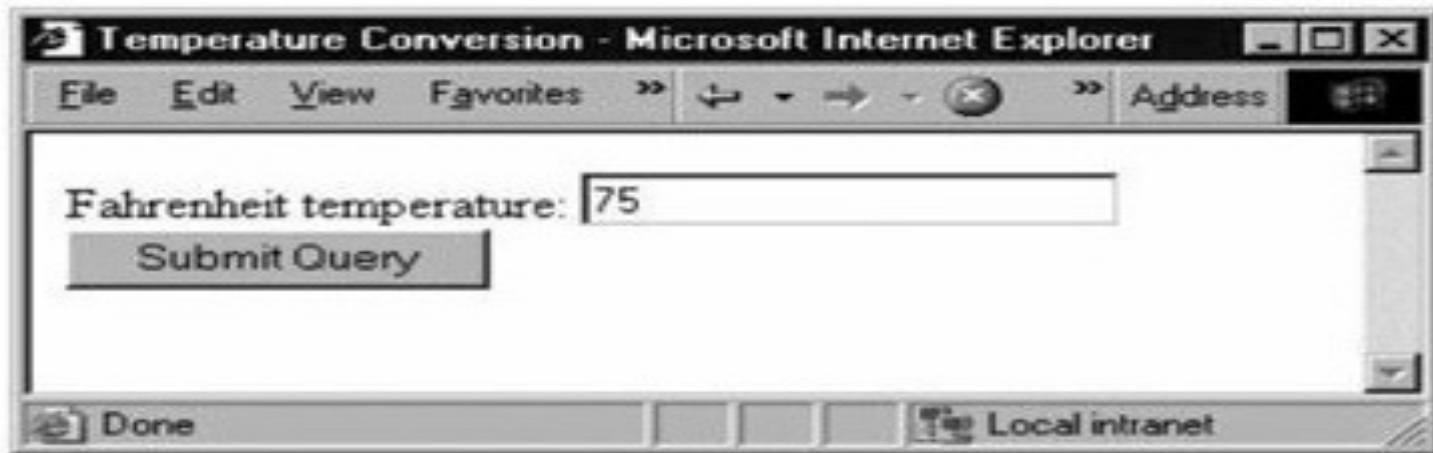 Temperature Conversion - Microsoft Internet Explorer
File Edit View Favorites » » Address
Fahrenheit temperature: 75
Submit Query
Done Local intranet